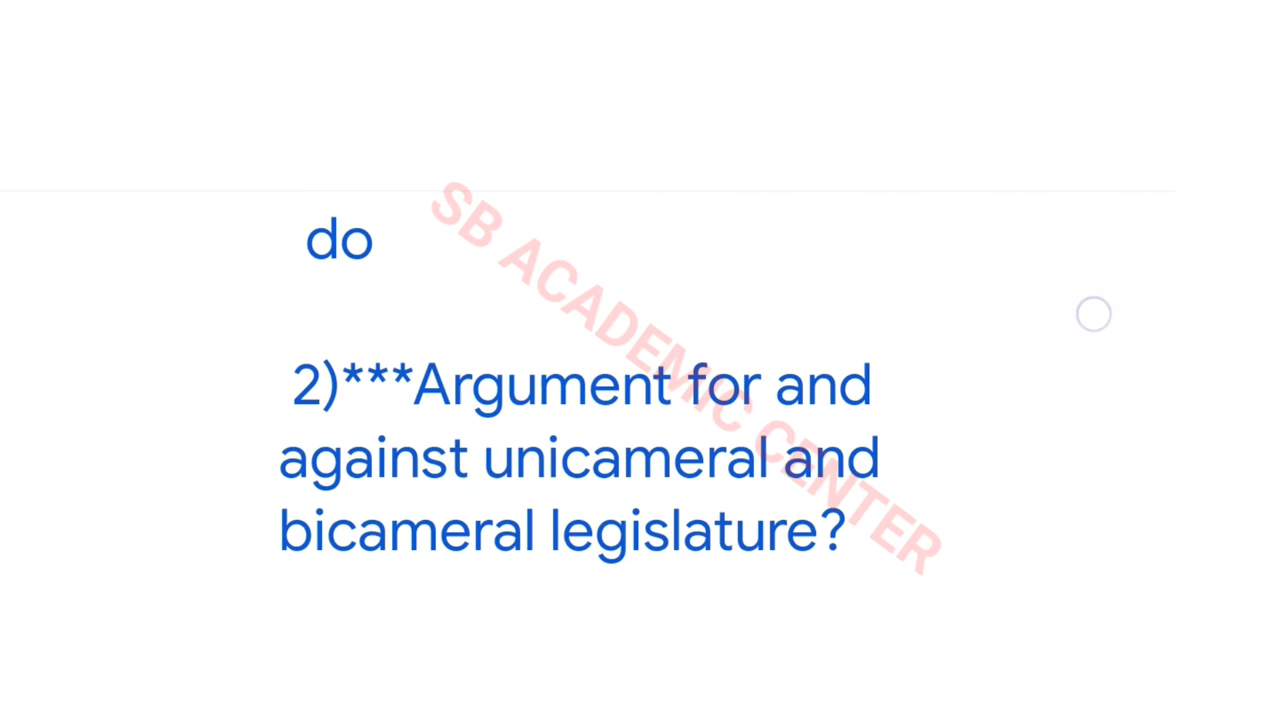 do
2)***Argument for and
against unicameral and
bicameral legislature?
SB ACADEMIC CENTER